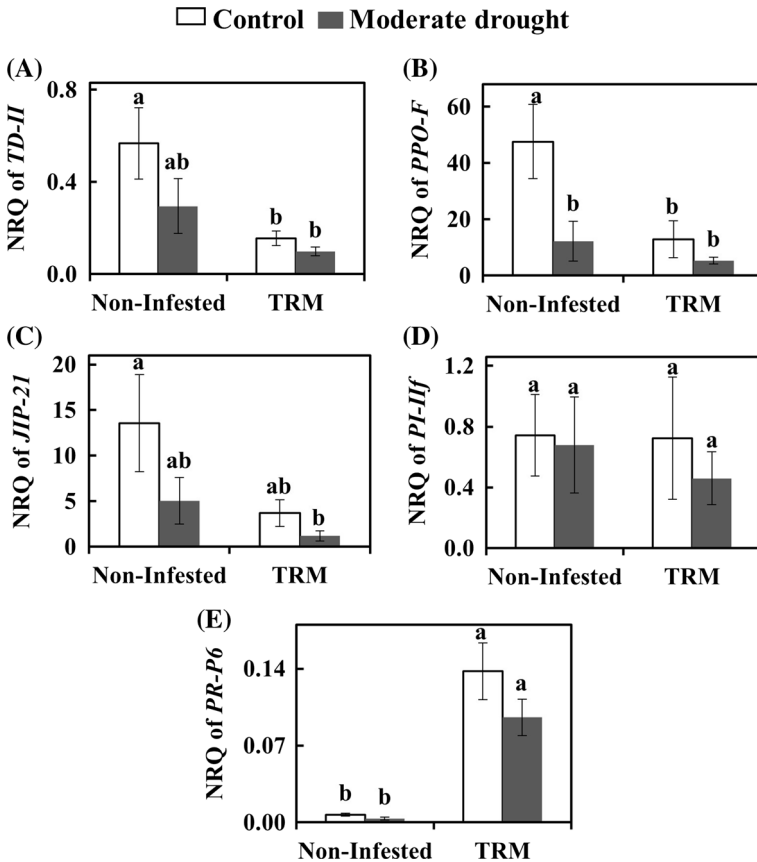 Control Moderate drought
(A)
NRQ of TD-II
0.8
0.4
0.0
a
ab
b
b
Non-Infested TRM
(B)
NRQ of PPO-F
60
40
20
0
a
b
b
b
Non-Infested TRM
(C)
NRQ of JIP-21
20
15
10
5
0
a
ab
ab
b
Non-Infested TRM
(D)
NRQ of PI-IIf
1.2
0.8
0.4
0.0
a
a
a
a
Non-Infested TRM
(E)
NRQ of PR-P6
0.14
0.07
0.00
b
b
a
a
Non-Infested TRM